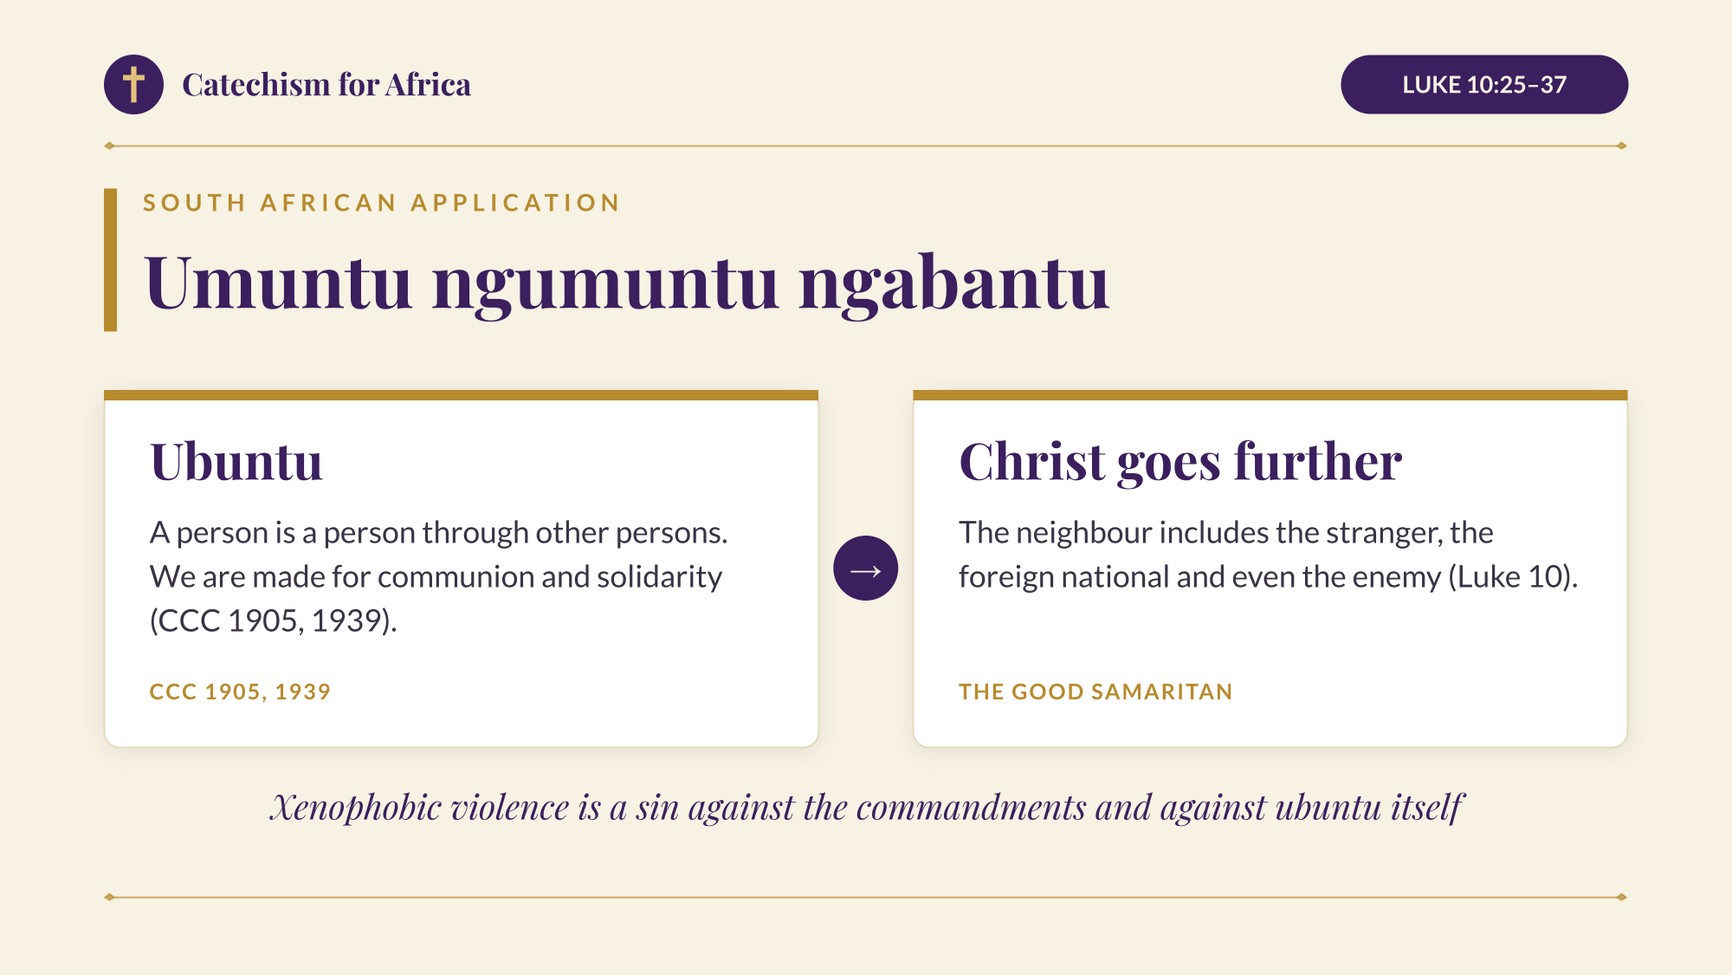 Catechism for Africa
LUKE 10:25–37
SOUTH AFRICAN APPLICATION
Umuntu ngumuntu ngabantu
Ubuntu
A person is a person through other persons.
We are made for communion and solidarity
(CCC 1905, 1939).
CCC 1905, 1939
→
Christ goes further
The neighbour includes the stranger, the
foreign national and even the enemy (Luke 10).
THE GOOD SAMARITAN
Xenophobic violence is a sin against the commandments and against ubuntu itself